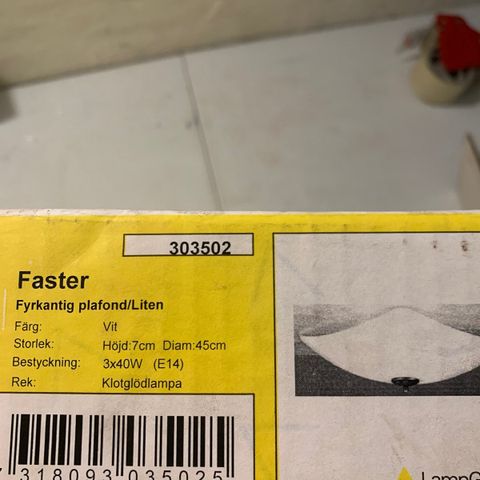 303502
Faster
Fyrkantig plafond/Liten
Färg: Vit
Storlek: Höjd:7cm Diam:45cm
Bestyckning: 3x40W (E14)
Rek: Klotglödlampa
7 318093 035025